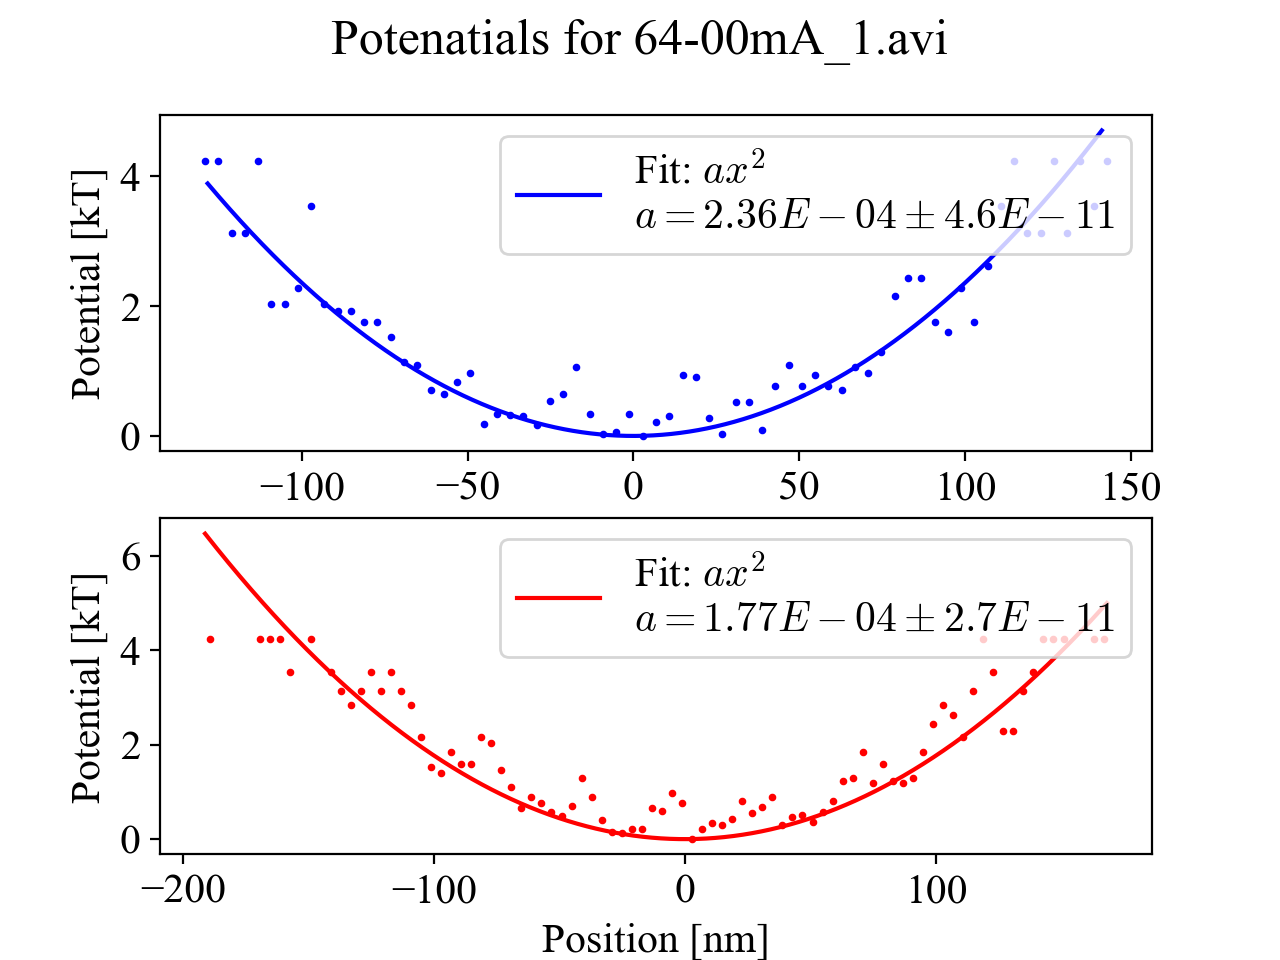 Potenatials for 64-00mA_1.avi
Potential [kT]
4
2
0
Fit: ax²
a = 2.36E − 04 ± 4.6E − 11
−100 −50 0 50 100 150
Potential [kT]
6
4
2
0
Fit: ax²
a = 1.77E − 04 ± 2.7E − 11
−200 −100 0 100
Position [nm]